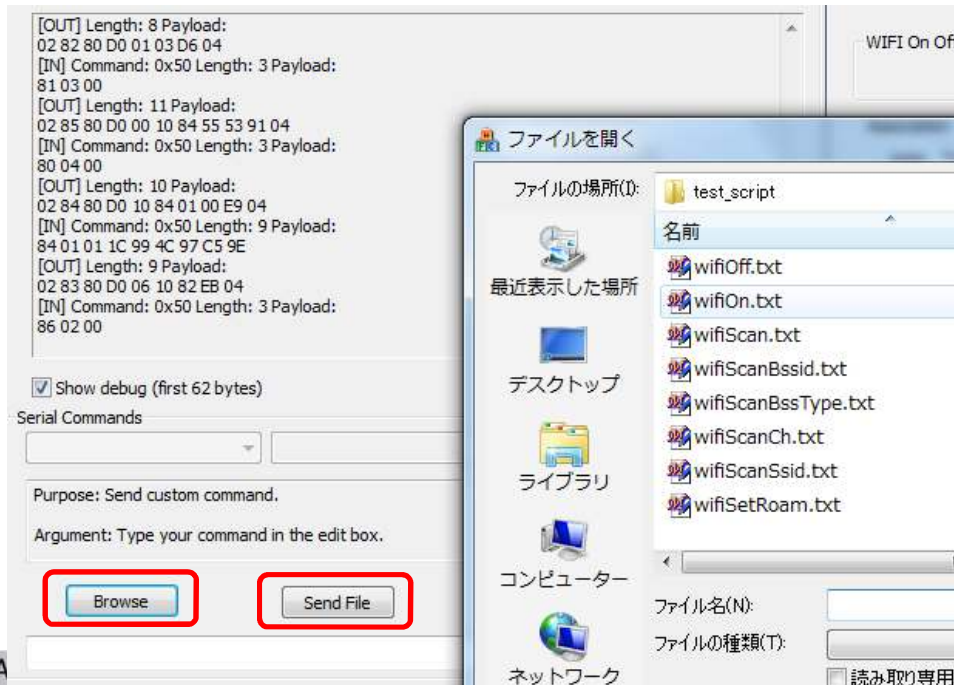 [OUT] Length: 8 Payload:
02 82 80 D0 01 03 D6 04
[IN] Command: 0x50 Length: 3 Payload:
81 03 00
[OUT] Length: 11 Payload:
02 85 80 D0 00 10 84 55 53 91 04
[IN] Command: 0x50 Length: 3 Payload:
80 04 00
[OUT] Length: 10 Payload:
02 84 80 D0 10 84 01 00 E9 04
[IN] Command: 0x50 Length: 9 Payload:
84 01 01 1C 99 4C 97 C5 9E
[OUT] Length: 9 Payload:
02 83 80 D0 06 10 82 EB 04
[IN] Command: 0x50 Length: 3 Payload:
86 02 00
Show debug (first 62 bytes)
Serial Commands
Purpose: Send custom command.
Argument: Type your command in the edit box.
Browse
Send File
WIFI On Of
ファイルを開く
ファイルの場所(I):
test_script
名前
wifiOff.txt
wifiOn.txt
wifiScan.txt
wifiScanBssid.txt
wifiScanBssType.txt
wifiScanCh.txt
wifiScanSsid.txt
wifiSetRoam.txt
最近表示した場所
デスクトップ
ライブラリ
コンピューター
ネットワーク
ファイル名(N):
ファイルの種類(T):
読み取り専用